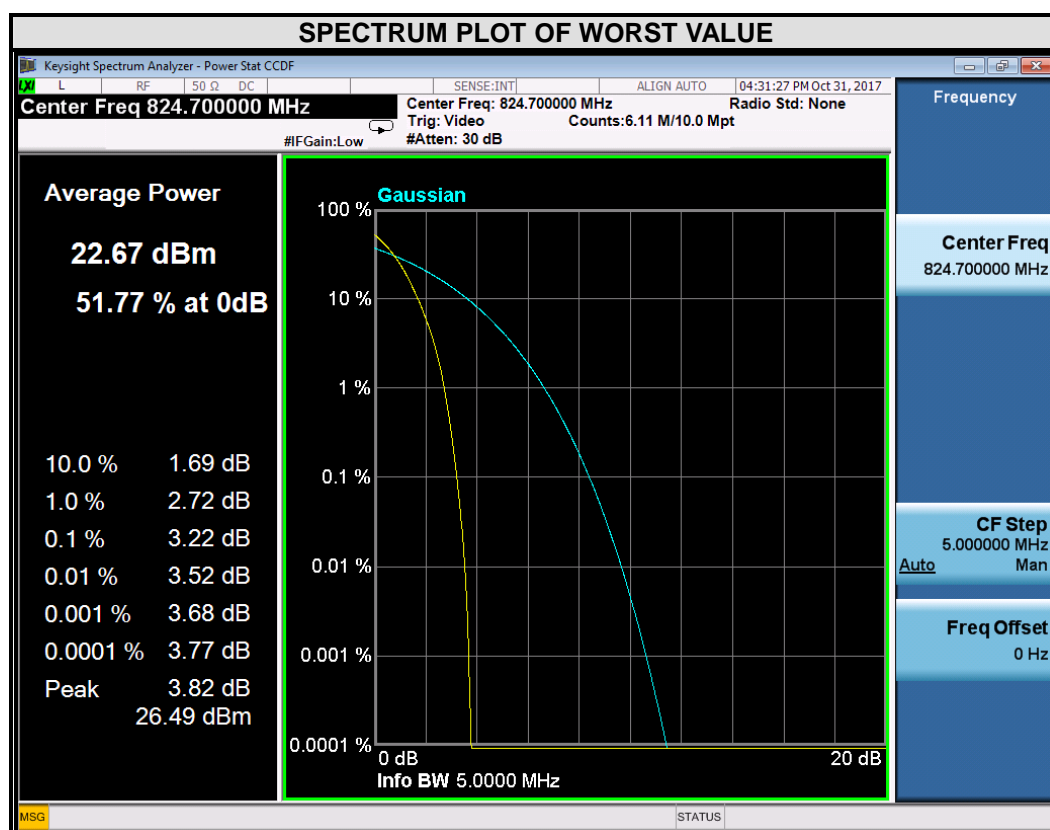 SPECTRUM PLOT OF WORST VALUE
Keysight Spectrum Analyzer - Power Stat CCDF
LXI L RF 50 Ω DC SENSE:INT ALIGN AUTO 04:31:27 PM Oct 31, 2017
Center Freq 824.700000 MHz
Center Freq: 824.700000 MHz Radio Std: None
Trig: Video Counts:6.11 M/10.0 Mpt
#IFGain:Low #Atten: 30 dB
Average Power
22.67 dBm
51.77 % at 0dB
10.0 % 1.69 dB
1.0 % 2.72 dB
0.1 % 3.22 dB
0.01 % 3.52 dB
0.001 % 3.68 dB
0.0001 % 3.77 dB
Peak 3.82 dB
26.49 dBm
Gaussian
100 %
10 %
1 %
0.1 %
0.01 %
0.001 %
0.0001 %
0 dB 20 dB
Info BW 5.0000 MHz
Frequency
Center Freq
824.700000 MHz
CF Step
5.000000 MHz
Auto Man
Freq Offset
0 Hz
MSG STATUS